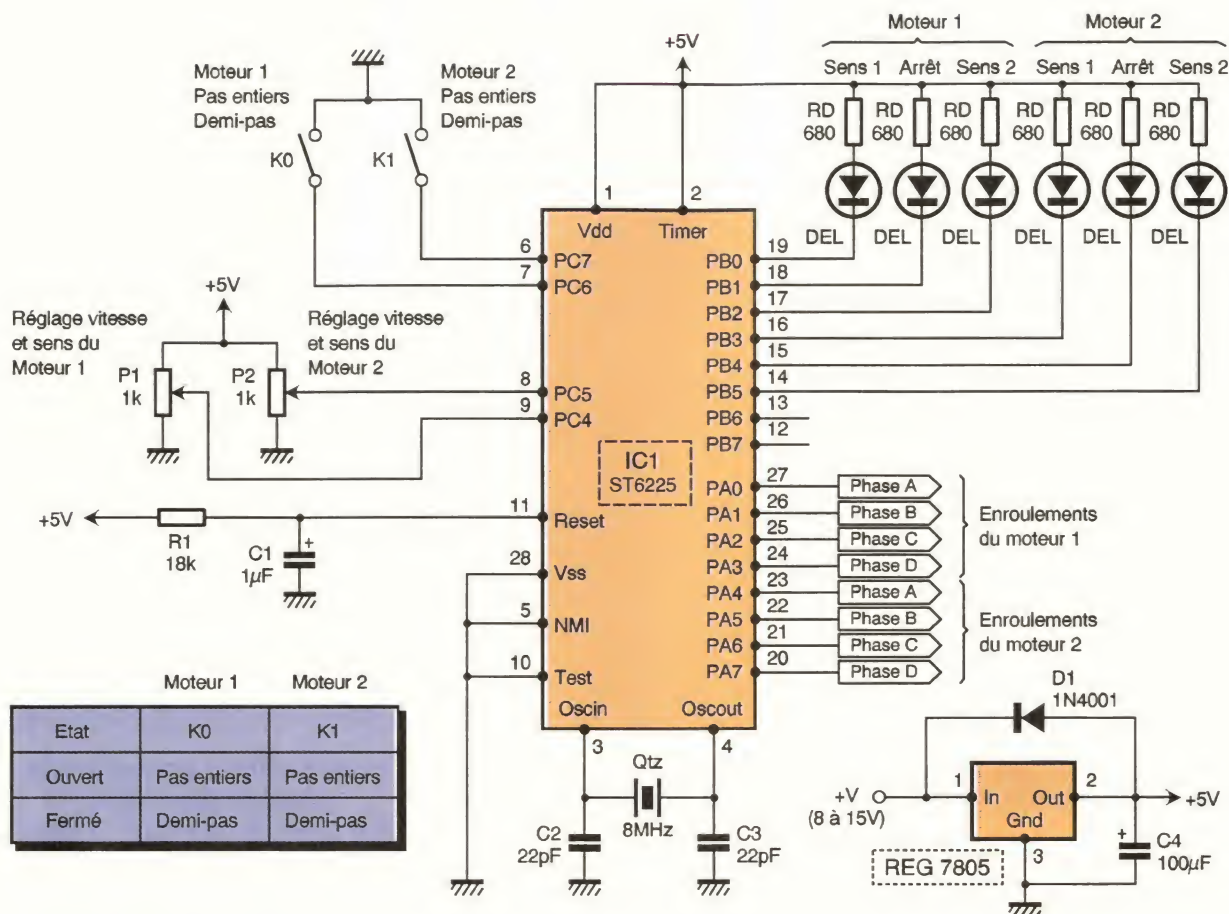 Moteur 1
Moteur 2
+5V
Sens 1 Arrêt Sens 2 Sens 1 Arrêt Sens 2
Moteur 1
Pas entiers
Demi-pas
Moteur 2
Pas entiers
Demi-pas
K0
K1
RD
680
RD
680
RD
680
RD
680
RD
680
RD
680
DEL DEL DEL DEL DEL DEL
1
2
Vdd
Timer
6
PC7
7
PC6
+5V
Réglage vitesse
et sens du
Moteur 1
Réglage vitesse
et sens du
Moteur 2
P1
1k
P2
1k
8
PC5
9
PC4
+5V
R1
18k
C1
+
1µF
11
Reset
28
Vss
5
NMI
10
Test
IC1
ST6225
19
PB0
18
PB1
17
PB2
16
PB3
15
PB4
14
PB5
13
PB6
12
PB7
27
PA0
Phase A
26
PA1
Phase B
25
PA2
Phase C
24
PA3
Phase D
23
PA4
Phase A
22
PA5
Phase B
21
PA6
Phase C
20
PA7
Phase D
Enroulements
du moteur 1
Enroulements
du moteur 2
Oscin
Oscout
3
4
Qtz
8MHz
C2
22pF
C3
22pF
Moteur 1 Moteur 2
Etat K0 K1
Ouvert Pas entiers Pas entiers
Fermé Demi-pas Demi-pas
D1
1N4001
+V
(8 à 15V)
1
In
Out
2
Gnd
3
+5V
REG 7805
+
C4
100µF